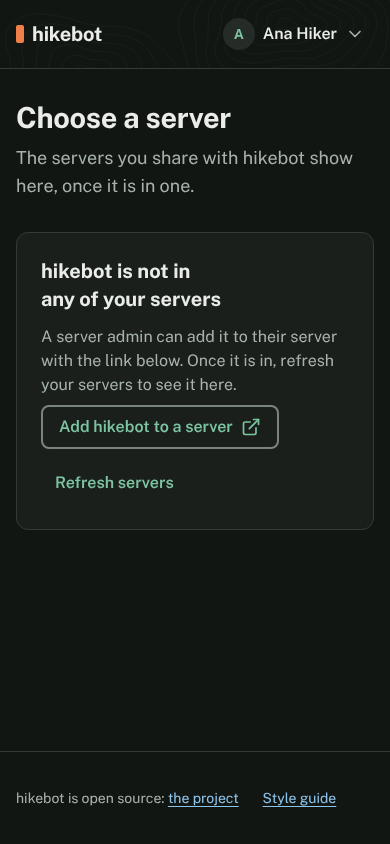 hikebot
A
Ana Hiker
Choose a server
The servers you share with hikebot show
here, once it is in one.
hikebot is not in
any of your servers
A server admin can add it to their server
with the link below. Once it is in, refresh
your servers to see it here.
Add hikebot to a server
Refresh servers
hikebot is open source: the project Style guide